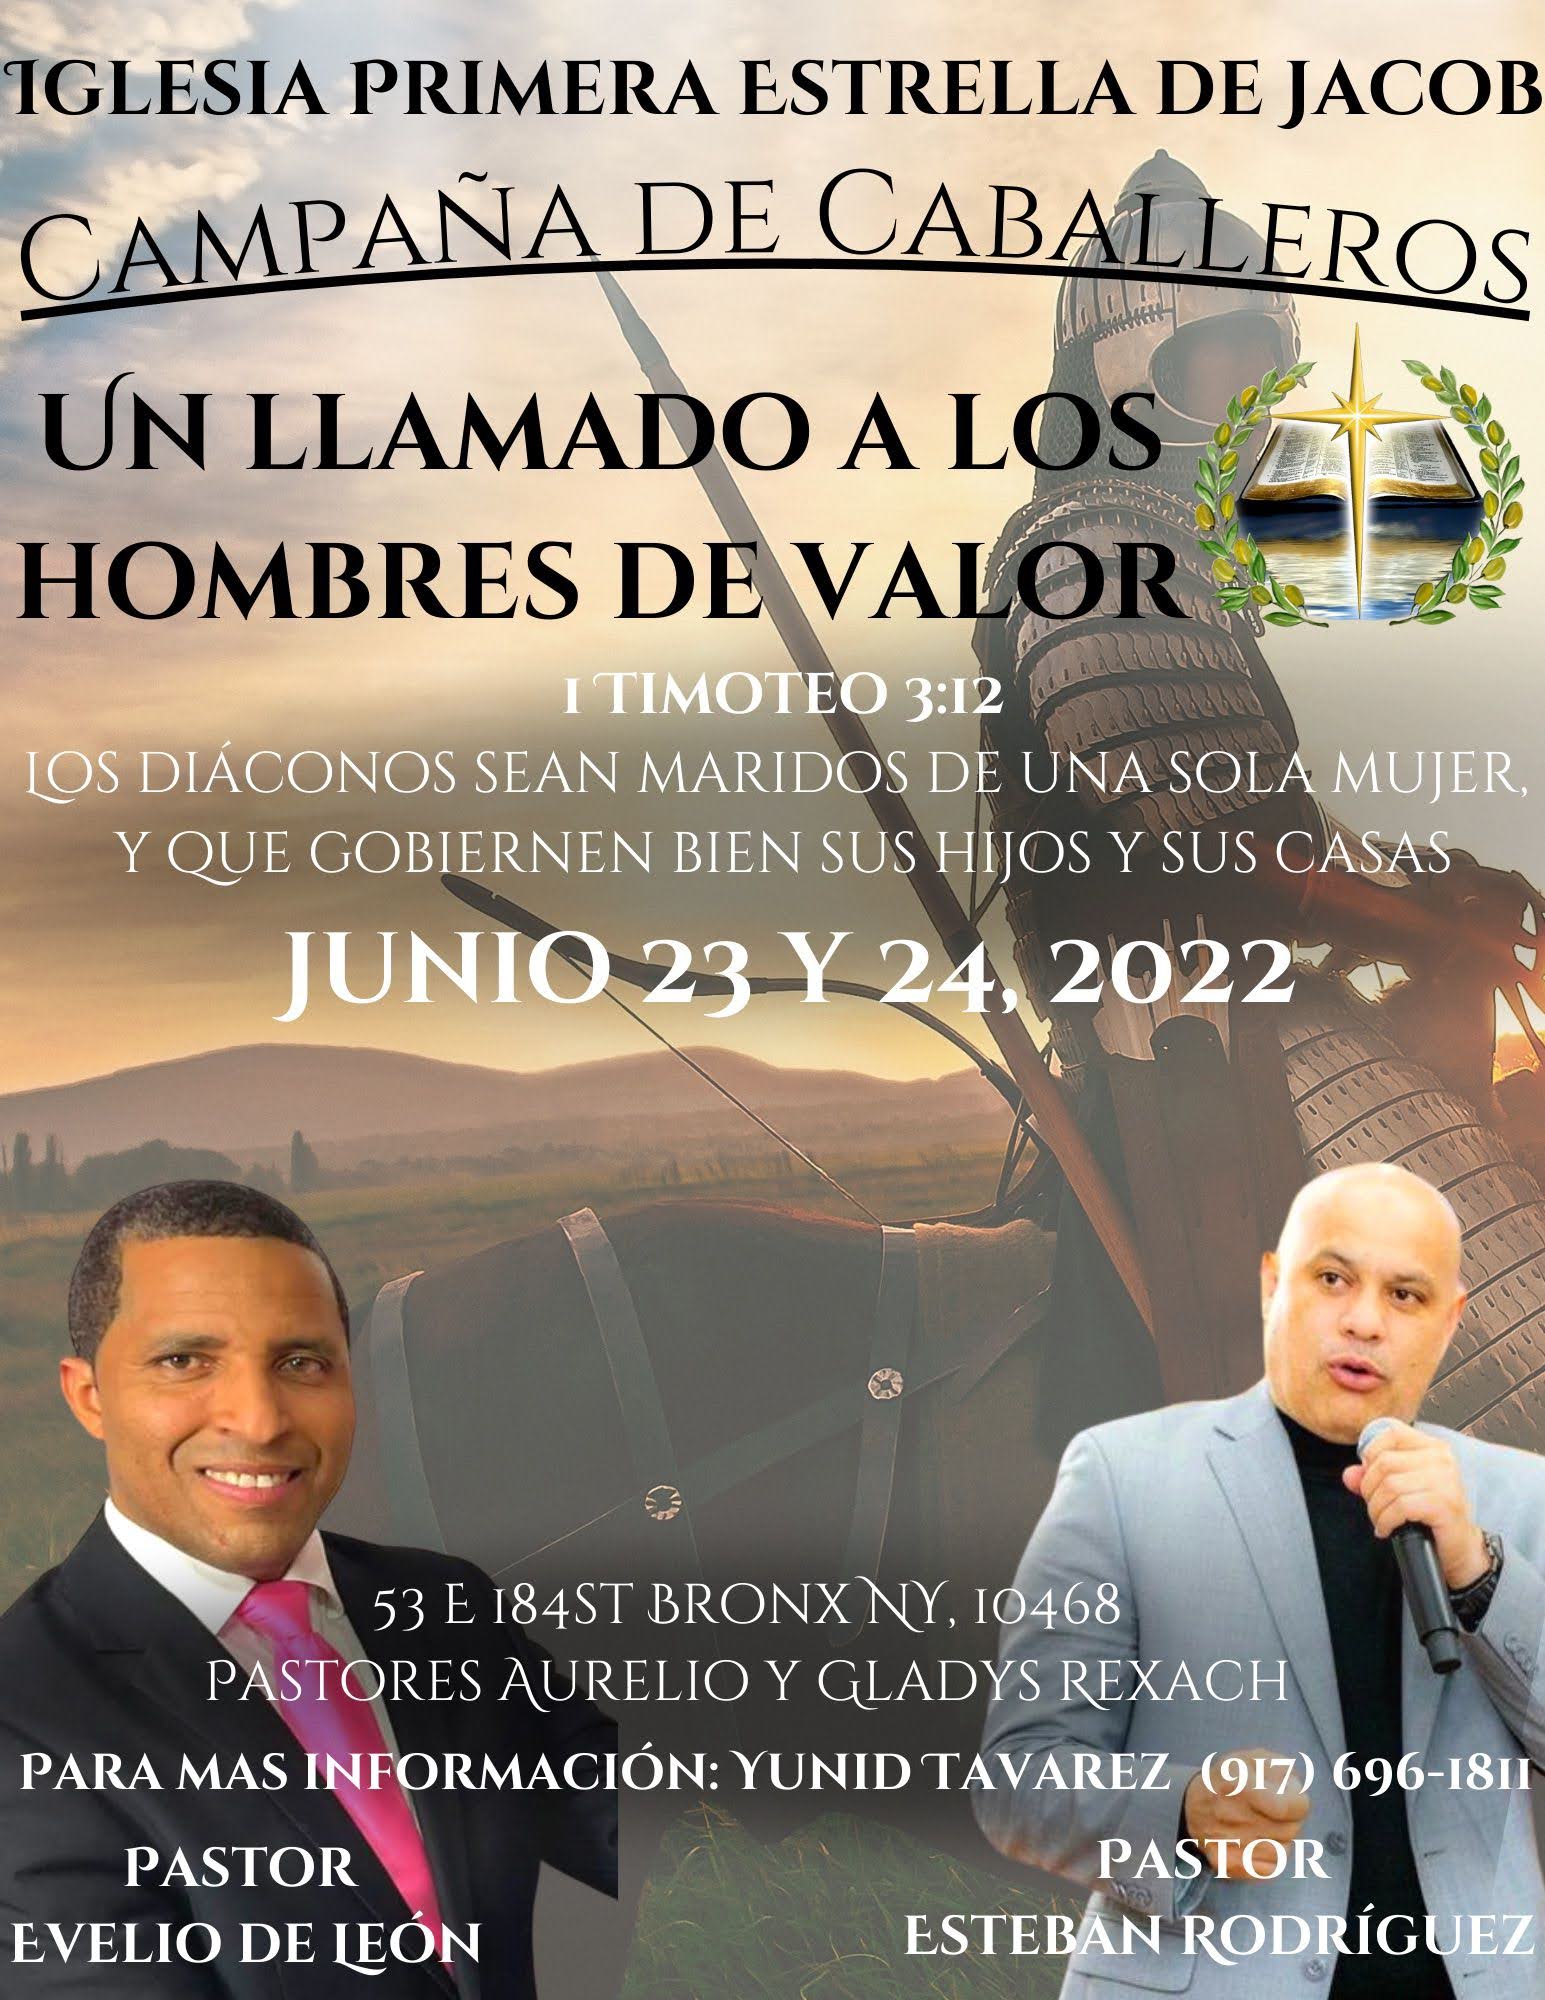 Iglesia Primera Estrella de Jacob
Campaña de Caballeros
Un llamado a los
hombres de valor
1 Timoteo 3:12
Los diáconos sean maridos de una sola mujer,
y que gobiernen bien sus hijos y sus casas
Junio 23 y 24, 2022
53 E 184st Bronx NY, 10468
Pastores Aurelio y Gladys Rexach
Para mas información: Yunid Tavarez (917) 696-1811
Pastor
Evelio de León
Pastor
Esteban Rodríguez